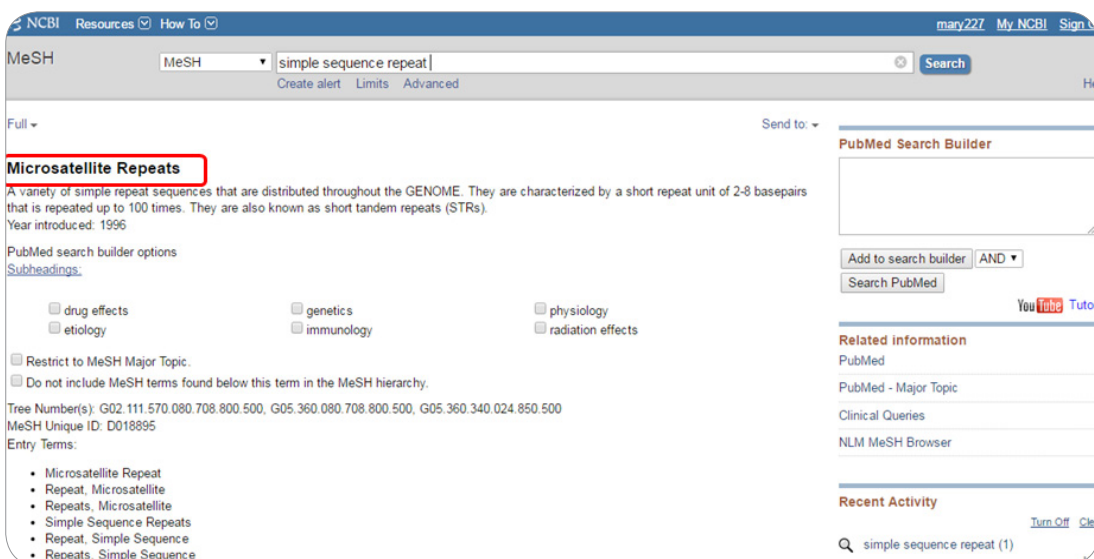 NCBI Resources How To mary227 My NCBI Sign
MeSH MeSH simple sequence repeat Search
Create alert Limits Advanced
Full Send to:
PubMed Search Builder
Microsatellite Repeats
A variety of simple repeat sequences that are distributed throughout the GENOME. They are characterized by a short repeat unit of 2-8 basepairs
that is repeated up to 100 times. They are also known as short tandem repeats (STRs).
Year introduced: 1996
PubMed search builder options
Subheadings:
Add to search builder AND
Search PubMed
drug effects genetics physiology
etiology immunology radiation effects
YouTube
Restrict to MeSH Major Topic.
Do not include MeSH terms found below this term in the MeSH hierarchy.
Tree Number(s): G02.111.570.080.708.800.500, G05.360.080.708.800.500, G05.360.340.024.850.500
MeSH Unique ID: D018895
Entry Terms:
Microsatellite Repeat
Repeat, Microsatellite
Repeats, Microsatellite
Simple Sequence Repeats
Repeat, Simple Sequence
Repeats, Simple Sequence
Related information
PubMed
PubMed - Major Topic
Clinical Queries
NLM MeSH Browser
Recent Activity
Turn Off
simple sequence repeat (1)